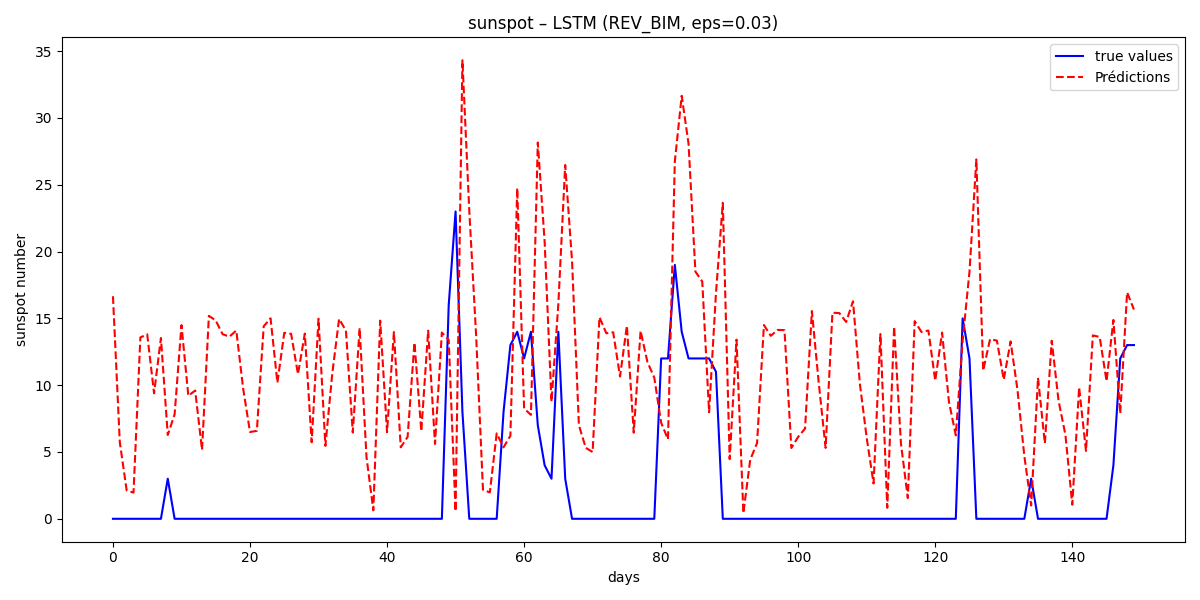 sunspot – LSTM (REV_BIM, eps=0.03)
true values
Prédictions
sunspot number
35
30
25
20
15
10
5
0
0 20 40 60 80 100 120 140
days